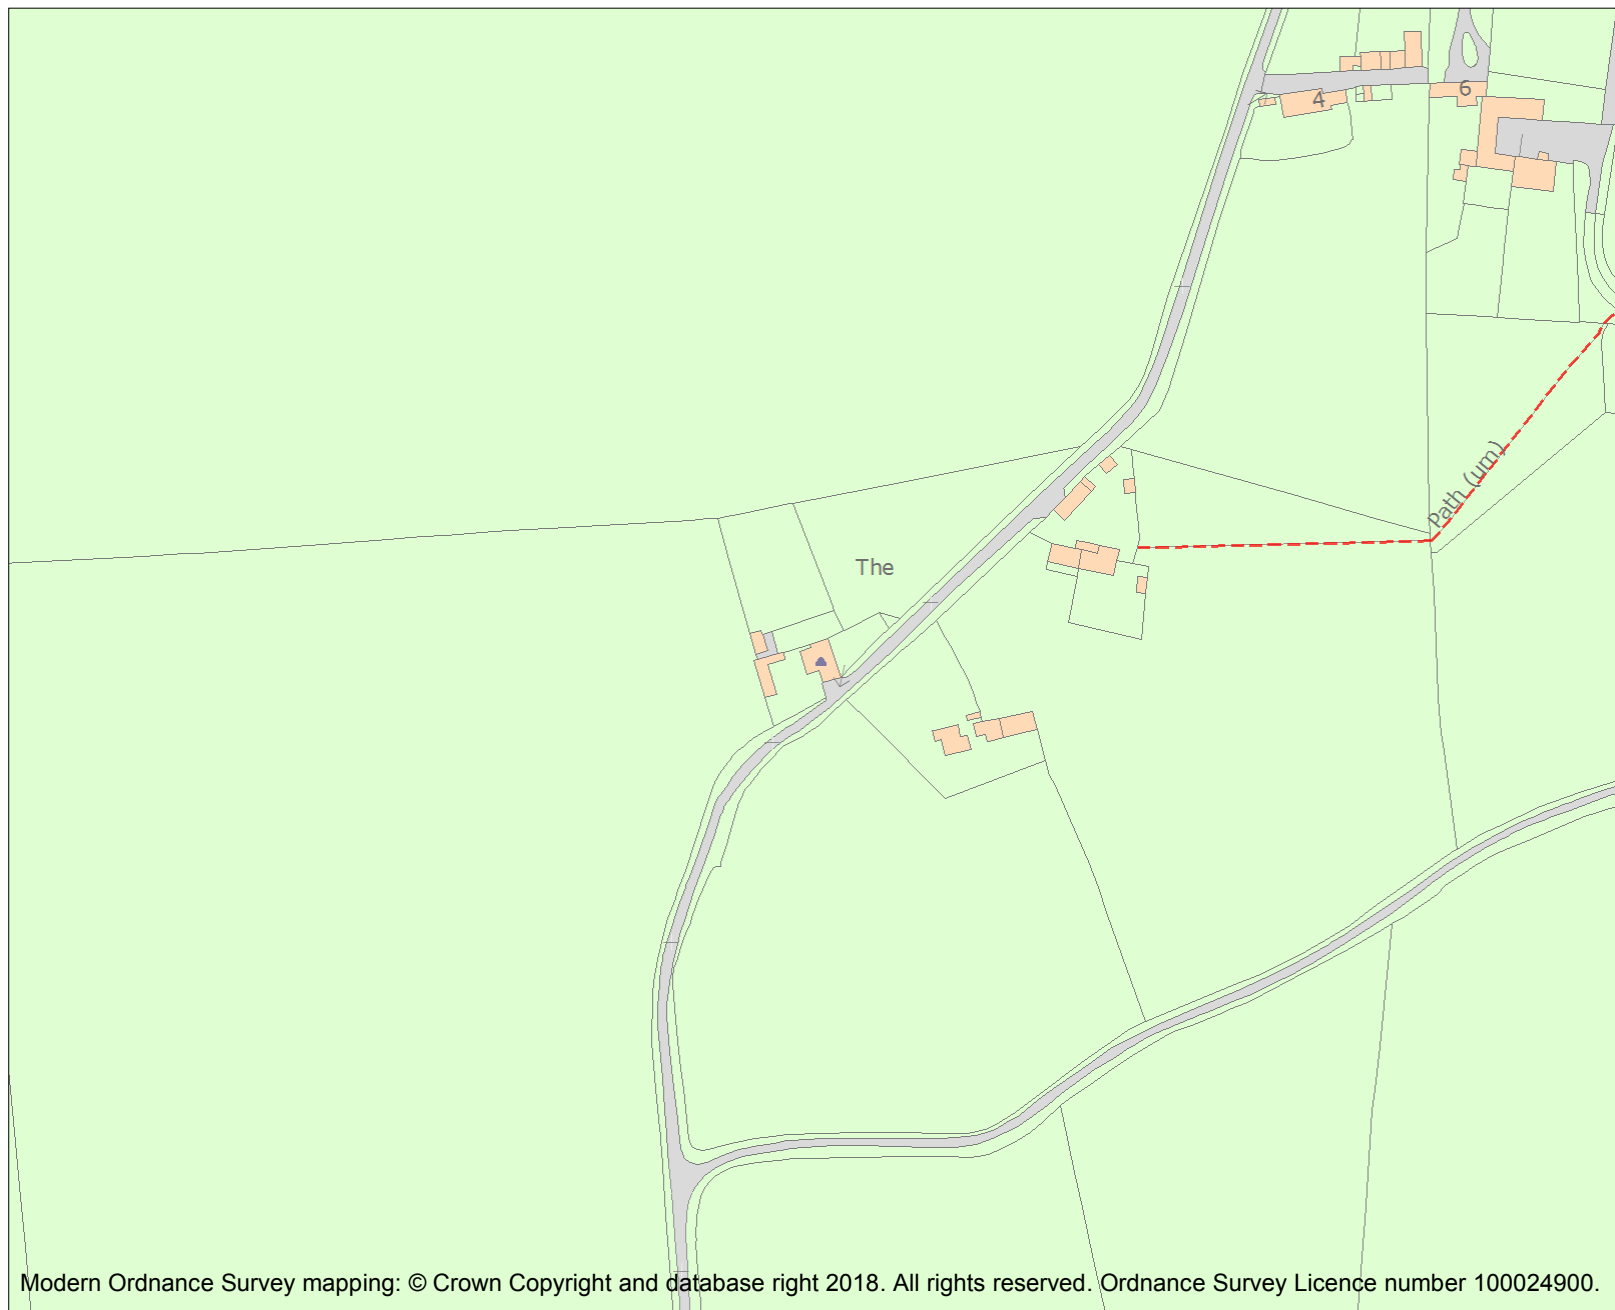 4
6
Path (um)
The
Modern Ordnance Survey mapping: © Crown Copyright and database right 2018. All rights reserved. Ordnance Survey Licence number 100024900.